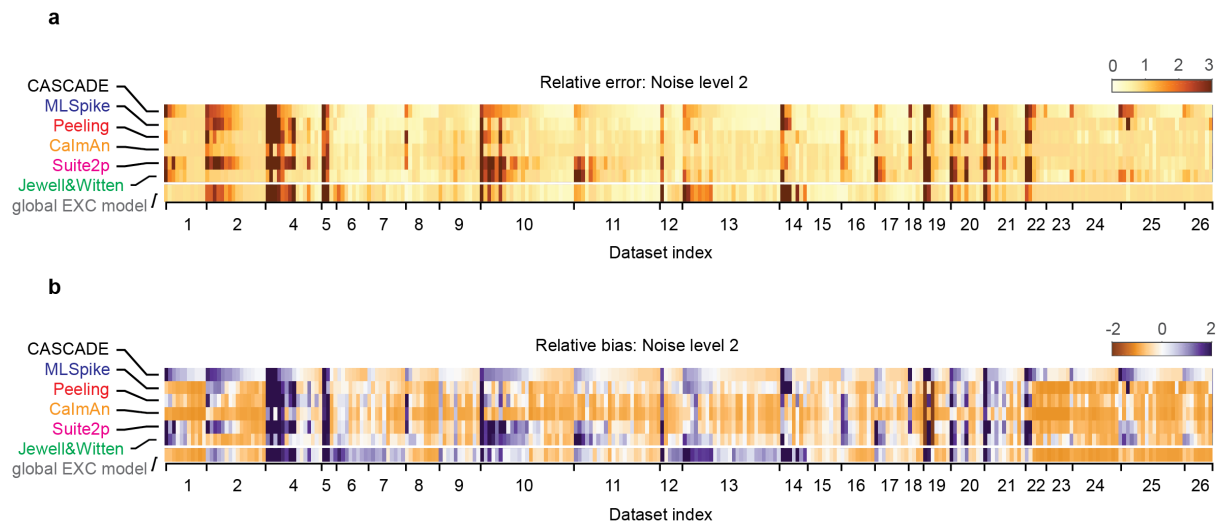 a
Relative error: Noise level 2
0 1 2 3
CASCADE
MLSpike
Peeling
CaImAn
Suite2p
Jewell&Witten
global EXC model
1 2 4 5 6 7 8 9 10 11 12 13 14 15 16 17 18 19 20 21 22 23 24 25 26
Dataset index
b
Relative bias: Noise level 2
-2 0 2
CASCADE
MLSpike
Peeling
CaImAn
Suite2p
Jewell&Witten
global EXC model
1 2 4 5 6 7 8 9 10 11 12 13 14 15 16 17 18 19 20 21 22 23 24 25 26
Dataset index